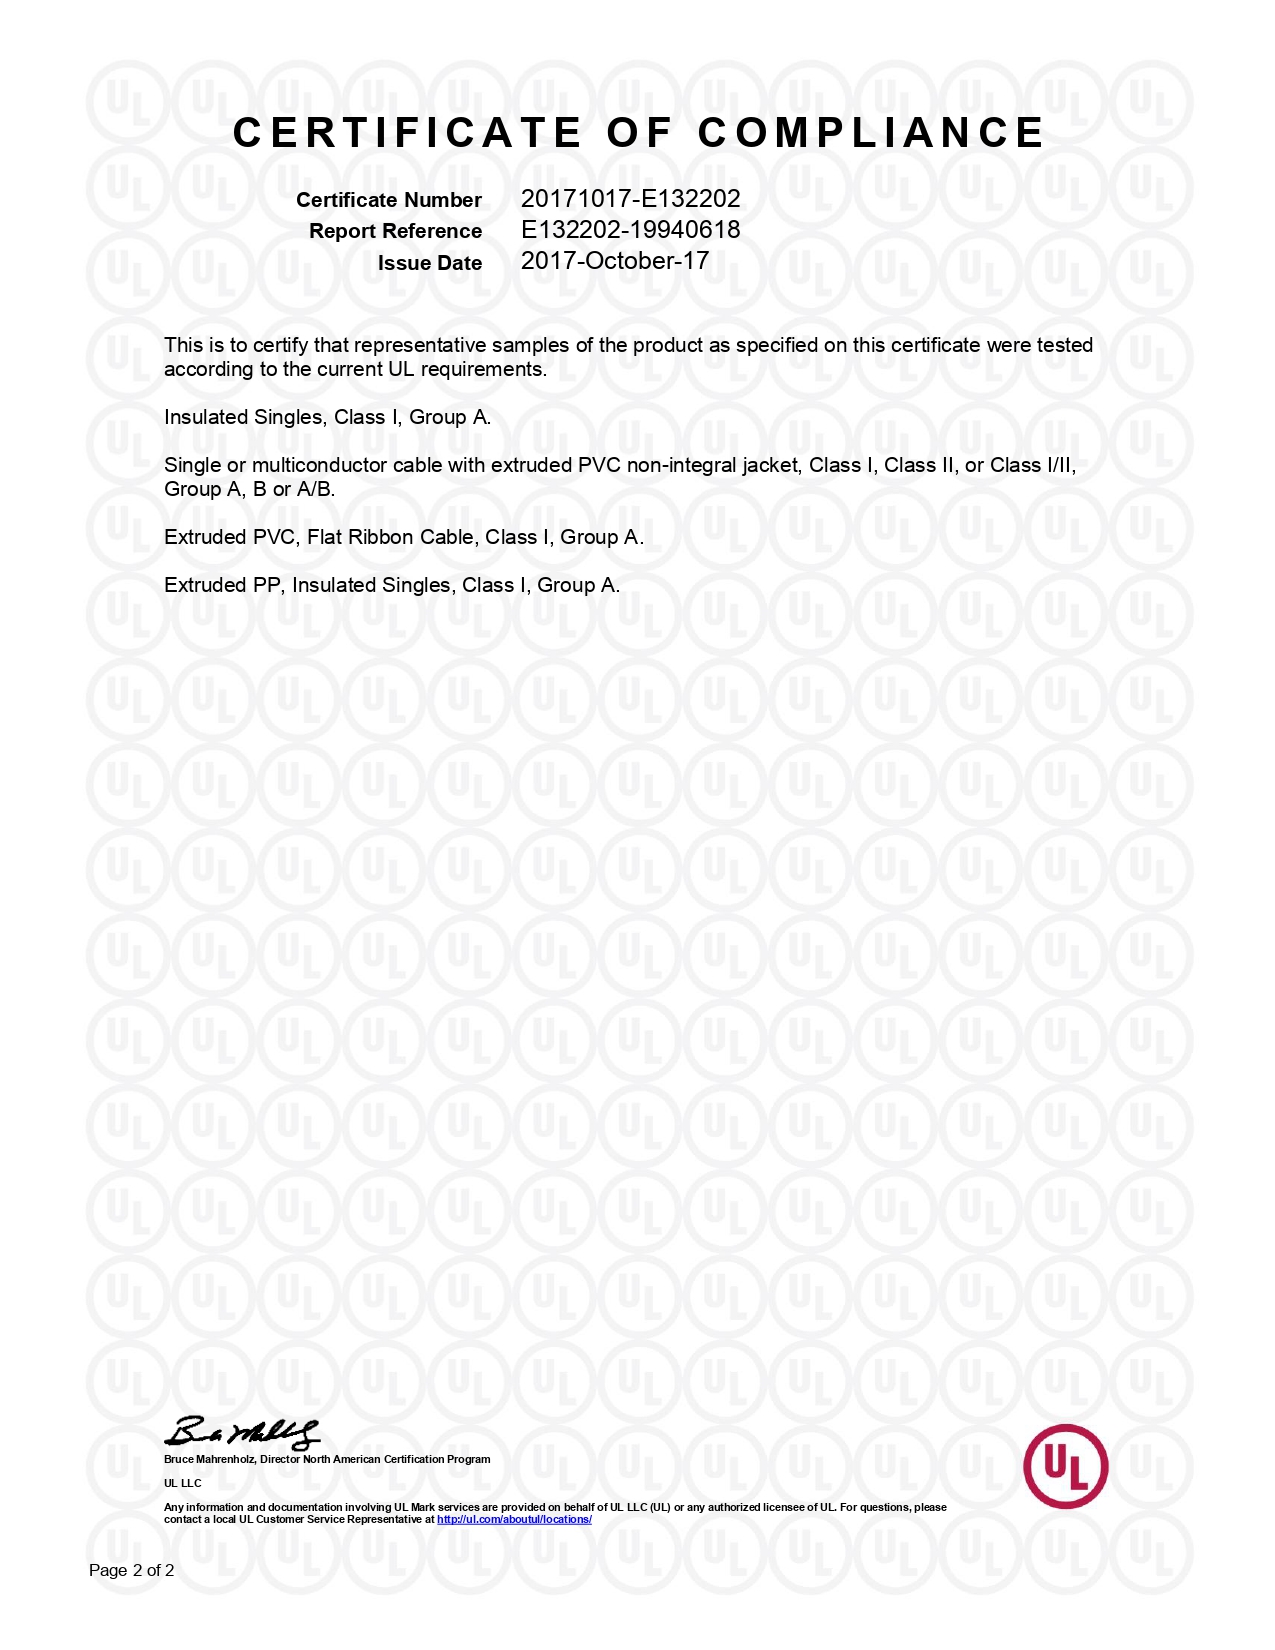 CERTIFICATE OF COMPLIANCE
Certificate Number 20171017-E132202
Report Reference E132202-19940618
Issue Date 2017-October-17
This is to certify that representative samples of the product as specified on this certificate were tested
according to the current UL requirements.
Insulated Singles, Class I, Group A.
Single or multiconductor cable with extruded PVC non-integral jacket, Class I, Class II, or Class I/II,
Group A, B or A/B.
Extruded PVC, Flat Ribbon Cable, Class I, Group A.
Extruded PP, Insulated Singles, Class I, Group A.
Bruce Mahrenholz, Director North American Certification Program
UL LLC
Any information and documentation involving UL Mark services are provided on behalf of UL LLC (UL) or any authorized licensee of UL. For questions, please
contact a local UL Customer Service Representative at http://ul.com/aboutul/locations/
UL
Page 2 of 2